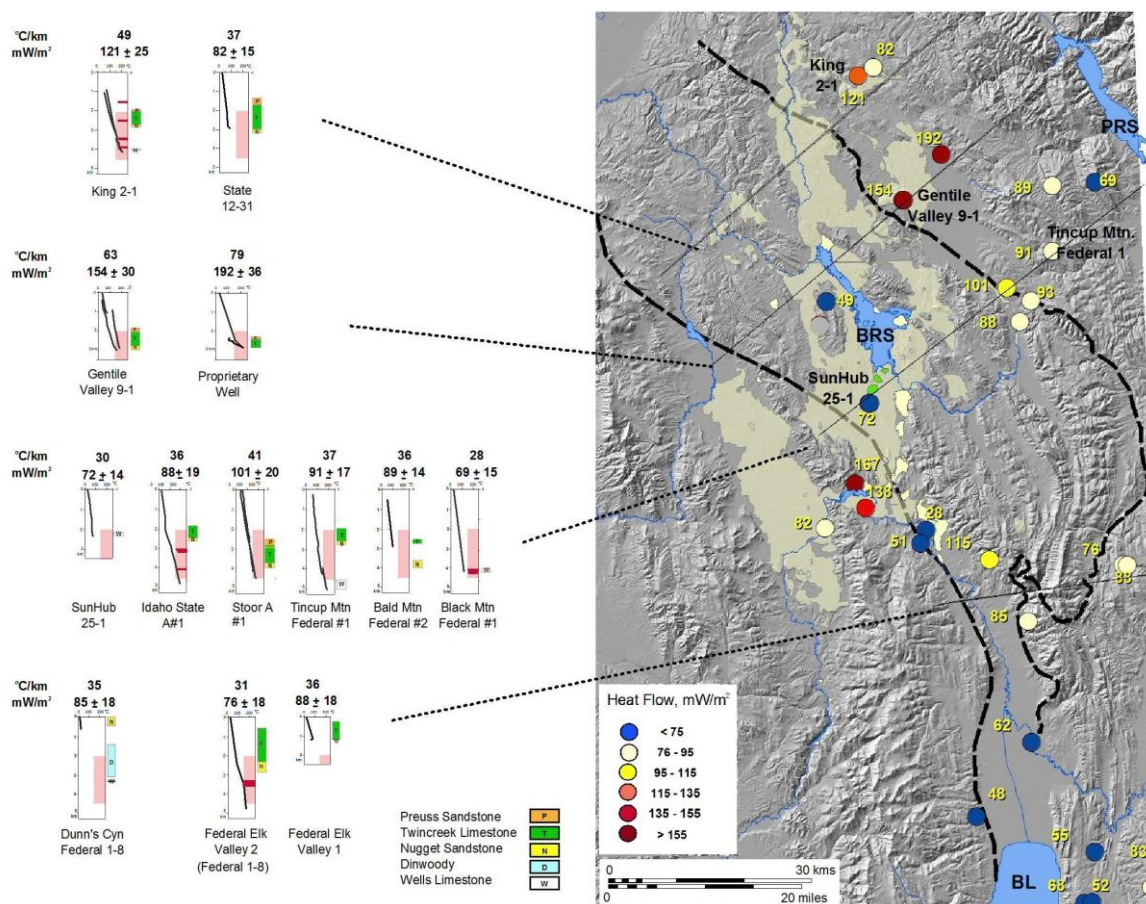 °C/km 49 37
mW/m² 121 ± 25 82 ± 15
King 2-1
State
12-31
°C/km 63 79
mW/m² 154 ± 30 192 ± 36
Gentile
Valley 9-1
Proprietary
Well
°C/km 30 36 41 37 36 28
mW/m² 72 ± 14 88± 19 101 ± 20 91 ± 17 89 ± 14 69 ± 15
SunHub
25-1
Idaho State
A#1
Stoor A
#1
Tincup Mtn
Federal #1
Bald Mtn
Federal #2
Black Mtn
Federal #1
°C/km 35 31 36
mW/m² 85 ± 18 76 ± 18 88 ± 18
Dunn's Cyn
Federal 1-8
Federal Elk
Valley 2
(Federal 1-8)
Federal Elk
Valley 1
Preuss Sandstone P
Twincreek Limestone T
Nugget Sandstone N
Dinwoody D
Wells Limestone W
King
2-1
82
121
PRS
192
154
Gentile
Valley 9-1
89
69
Tincup Mtn.
Federal 1
91
101
93
88
49
BRS
SunHub
25-1
72
167
138
82
28
51
115
76
88
85
62
48
55
83
68
52
BL
Heat Flow, mW/m²
< 75
76 - 95
95 - 115
115 - 135
135 - 155
> 155
0 30 kms
0 20 miles